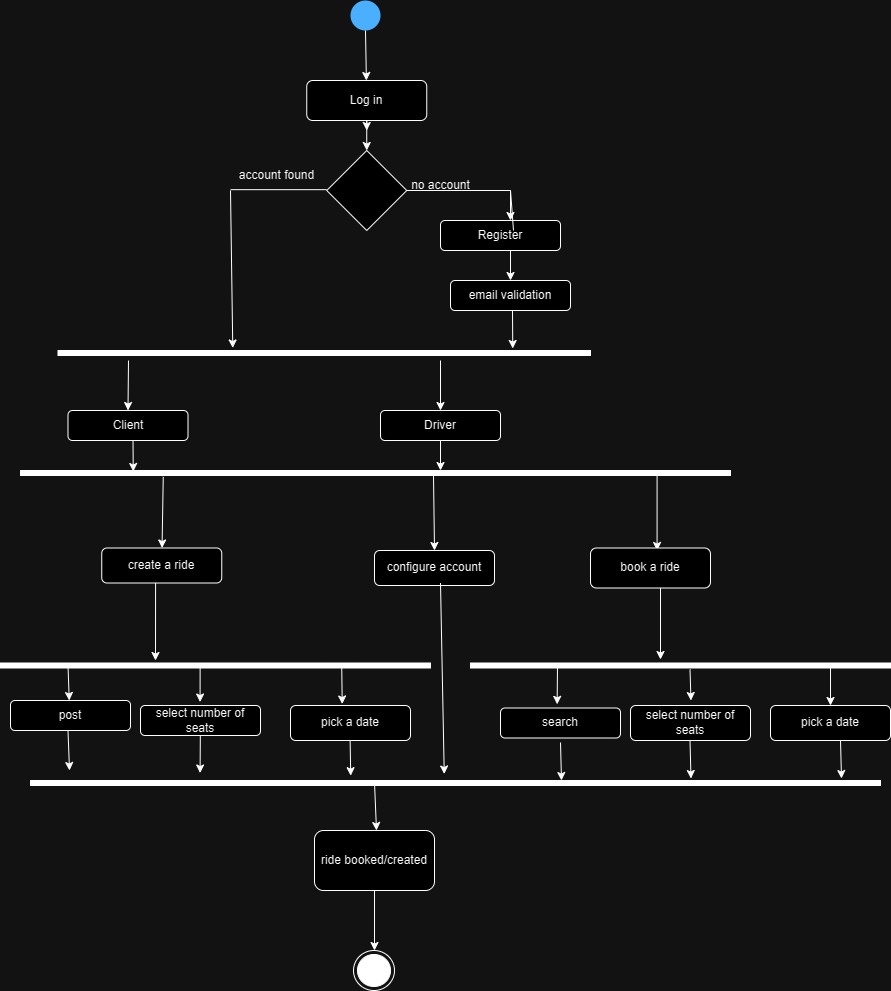 Log in
account found
no account
Register
email validation
Client
Driver
create a ride
configure account
book a ride
post
select number of
seats
pick a date
search
select number of
seats
pick a date
ride booked/created